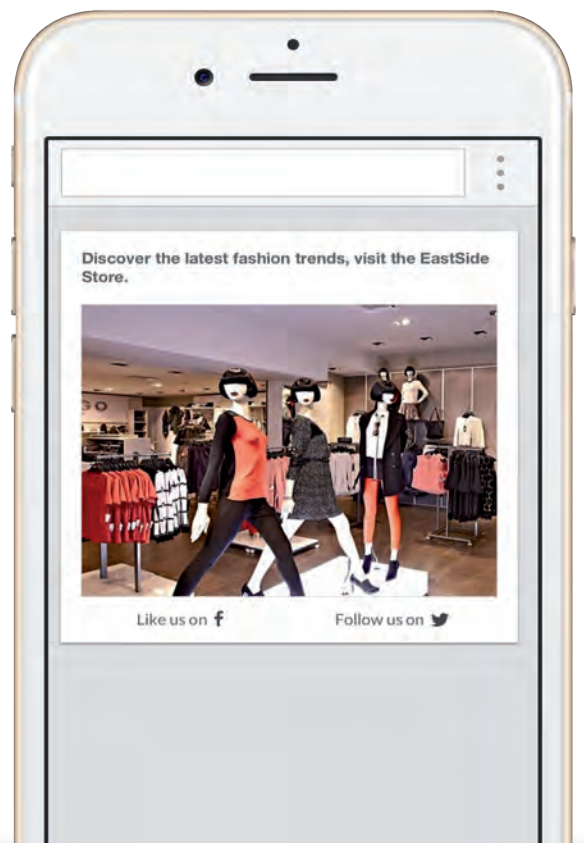 Discover the latest fashion trends, visit the EastSide
Store.
Like us on
Follow us on